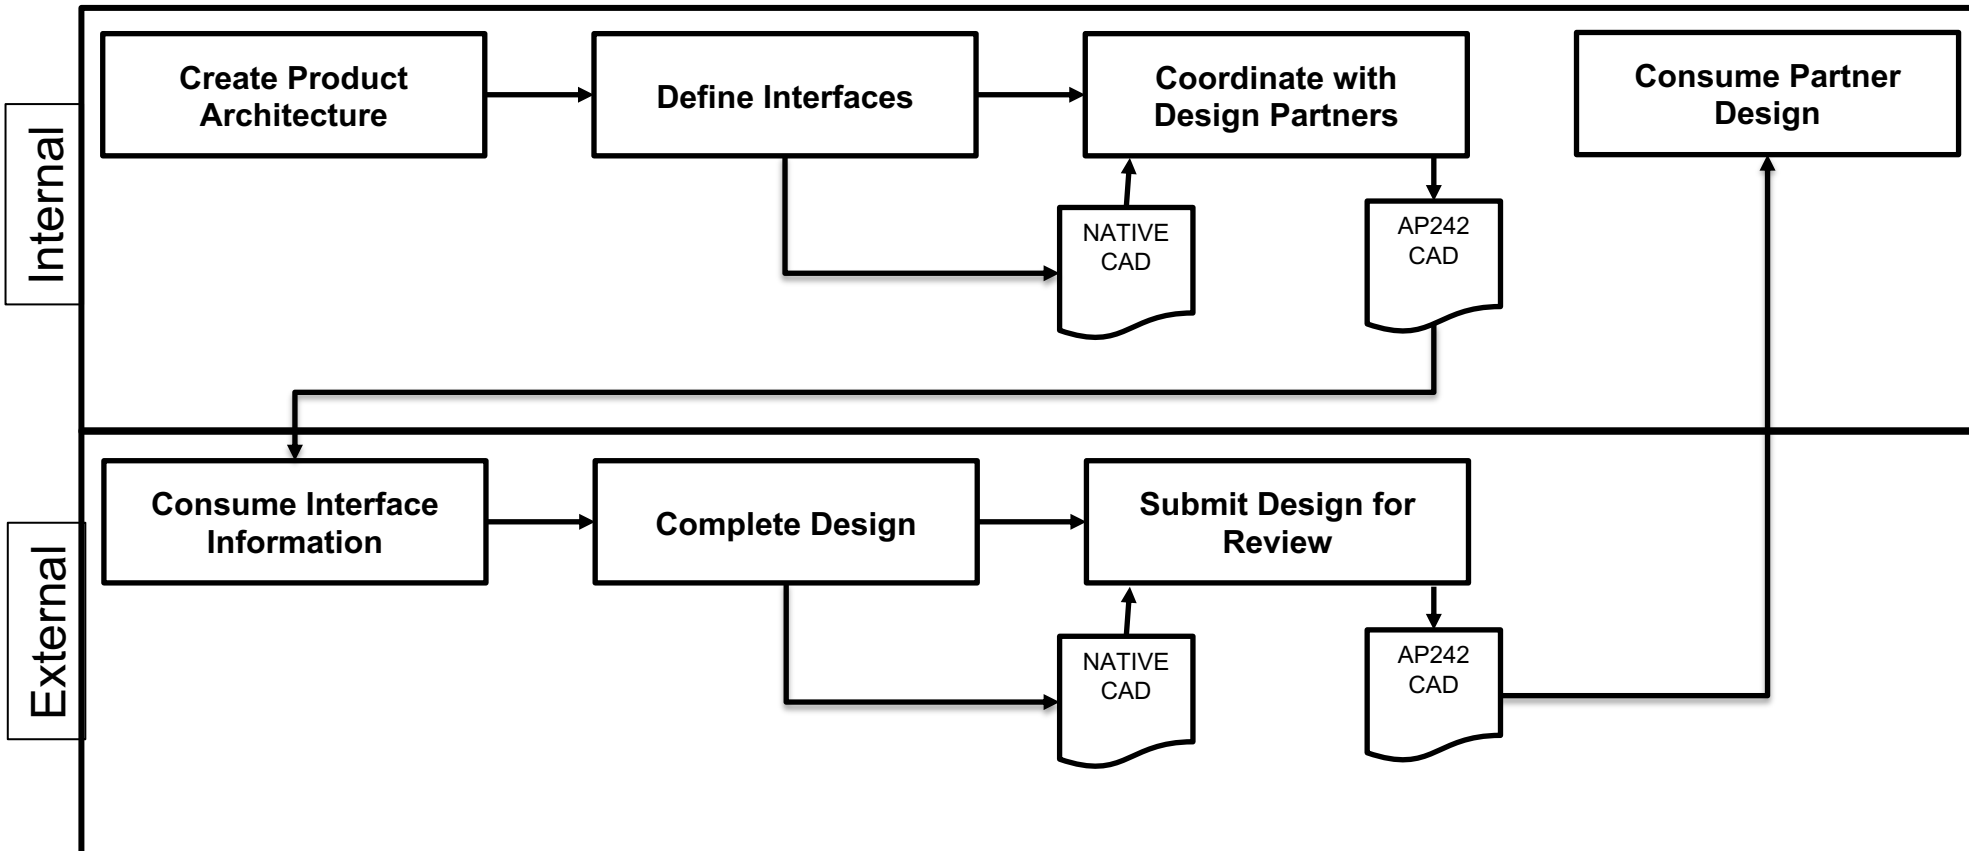 Internal
Create Product
Architecture
Define Interfaces
Coordinate with
Design Partners
Consume Partner
Design
NATIVE
CAD
AP242
CAD
External
Consume Interface
Information
Complete Design
Submit Design for
Review
NATIVE
CAD
AP242
CAD